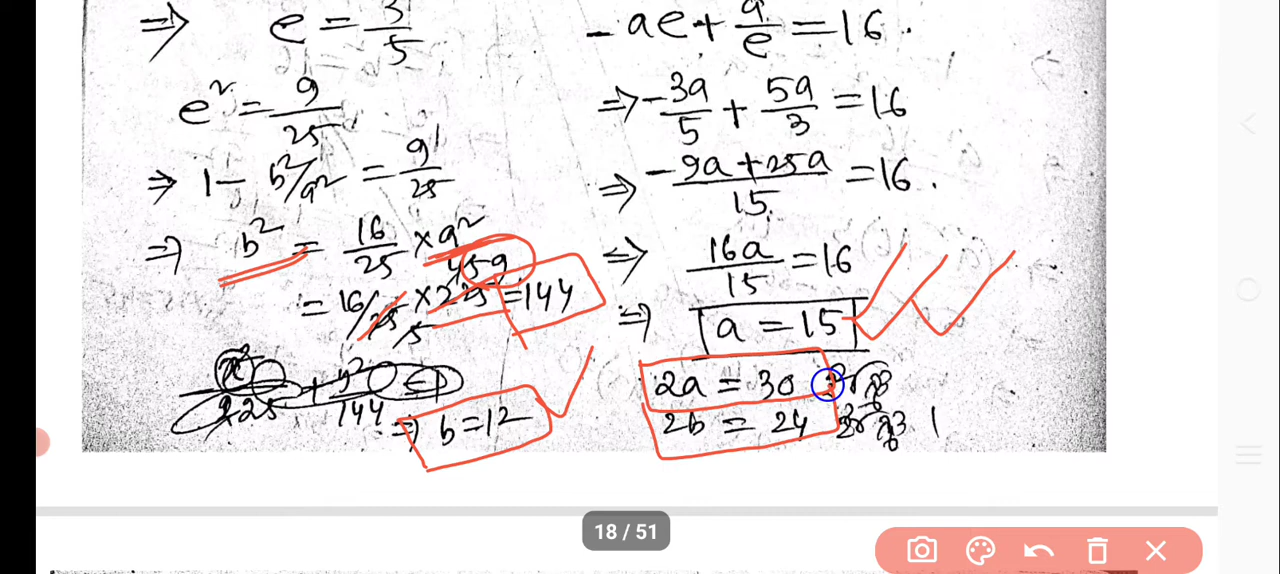 ⇒ e = 3/5
e² = 9/25
⇒ 1 - b²/a² = 9/25
⇒ b² = 16/25 × a²
= 16/25 × 225 = 144
⇒ b = 12
- ae + a/e = 16.
⇒ -3a/5 + 5a/3 = 16
⇒ -9a + 25a/15 = 16.
⇒ 16a/15 = 16
⇒ a = 15
2a = 30
2b = 24
18 / 51